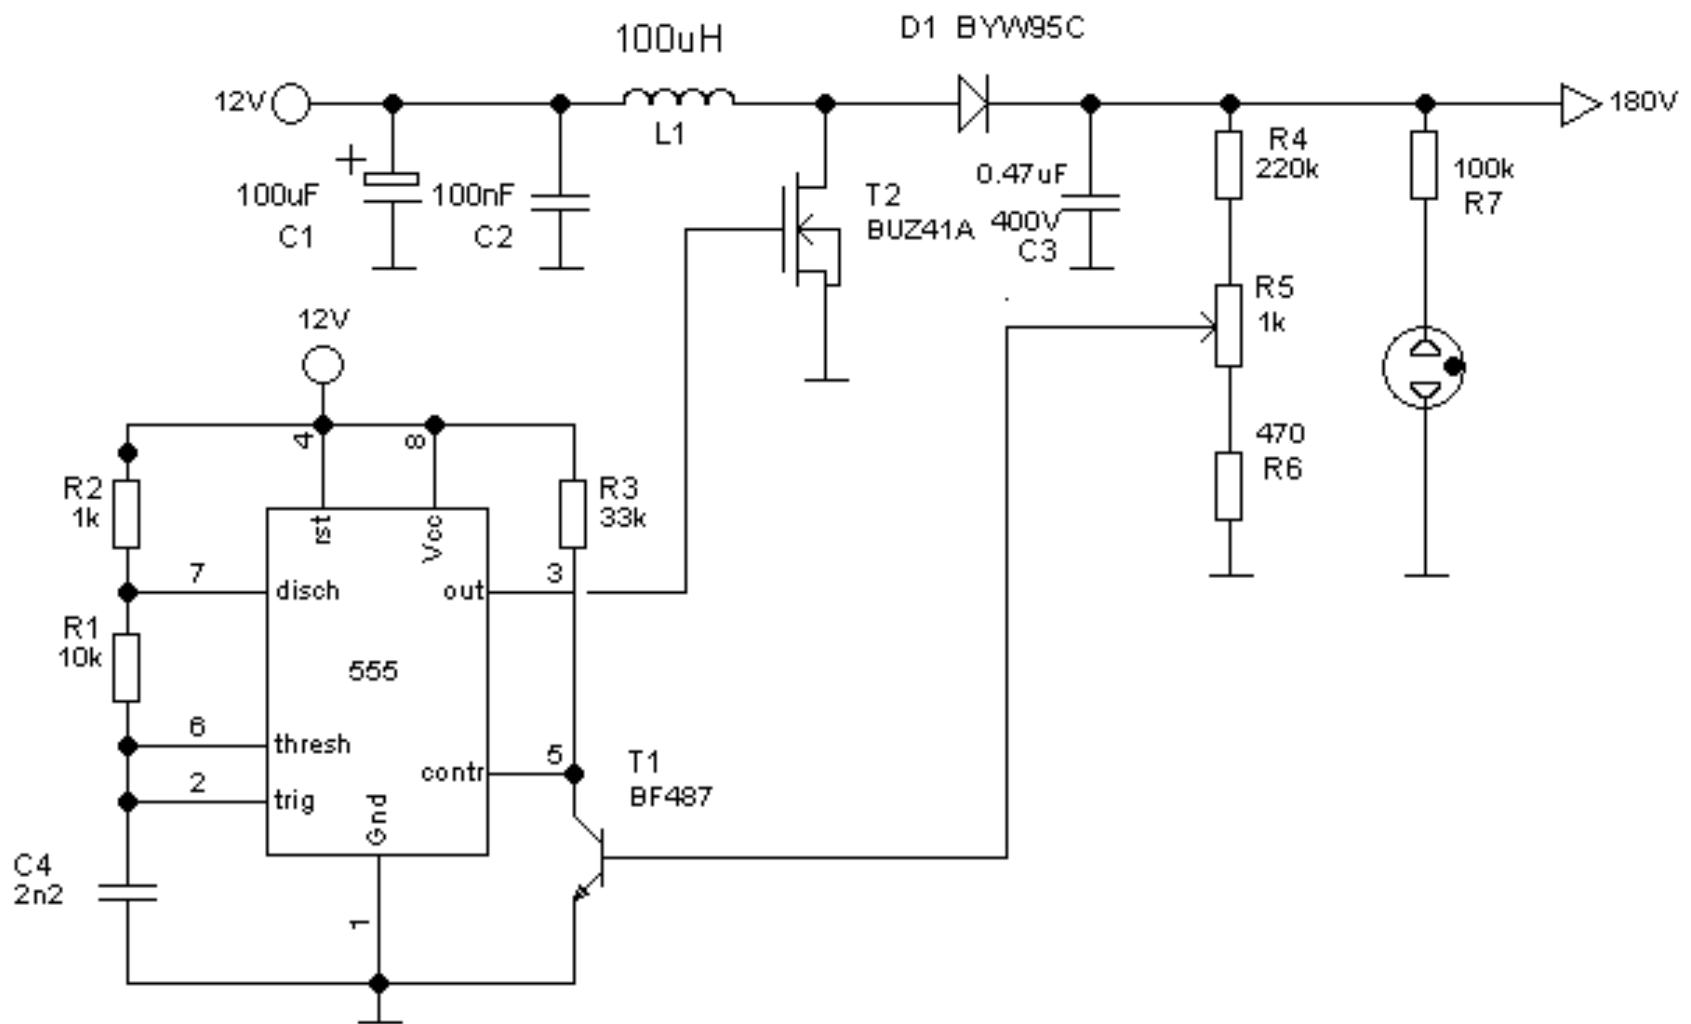 D1 BYW95C
100uH
12V
180V
L1
R4
220k
100k
R7
0.47uF
400V
C3
T2
BUZ41A
100uF
C1
100nF
C2
+
R5
1k
12V
4
8
470
R6
R2
1k
R3
33k
rst
Vcc
7
disch
3
out
R1
10k
555
6
thresh
2
trig
5
contr
Gnd
T1
BF487
C4
2n2
1